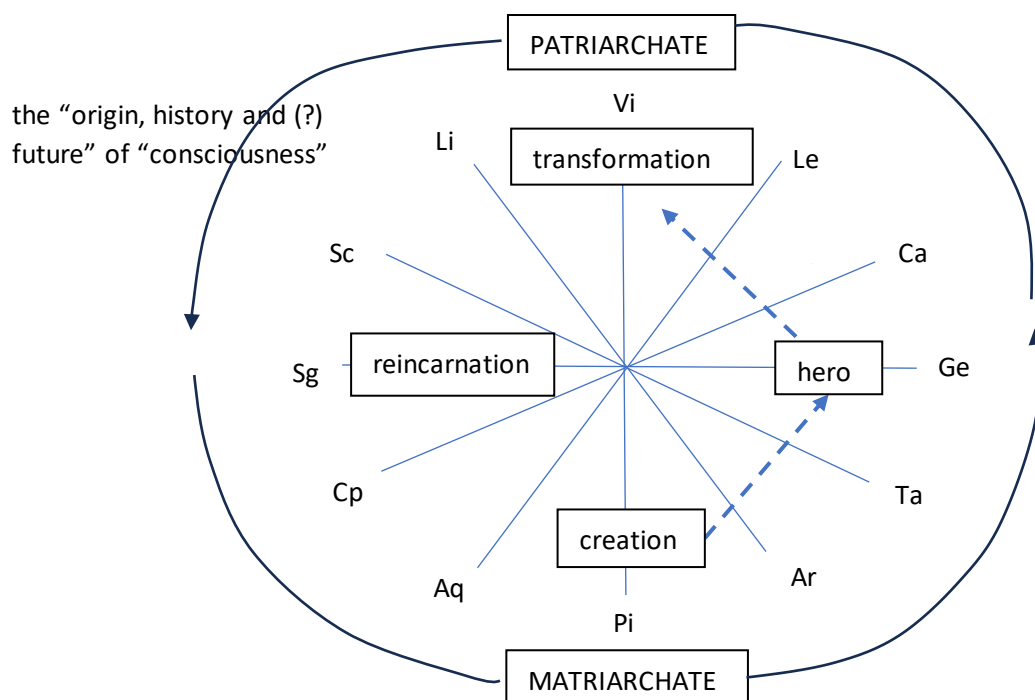 PATRIARCHATE
the “origin, history and (?)
future” of “consciousness”
Vi
Li
transformation
Le
Sc
Ca
Sg
reincarnation
hero
Ge
Cp
Ta
creation
Aq
Ar
Pi
MATRIARCHATE